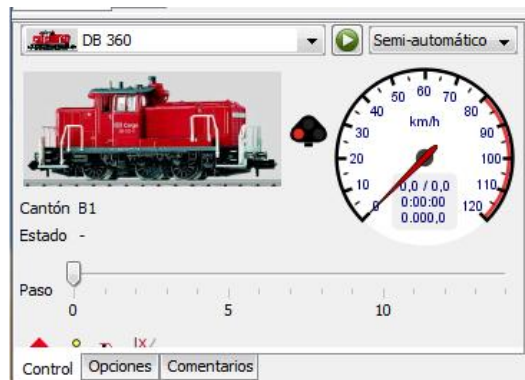 DB 360
Semi-automático
km/h
0
10
20
30
40
50
60
70
80
90
100
110
120
0,0 / 0,0
0:00:00
0.000,0
Cantón B1
Estado -
Paso
0 5 10
Control Opciones Comentarios